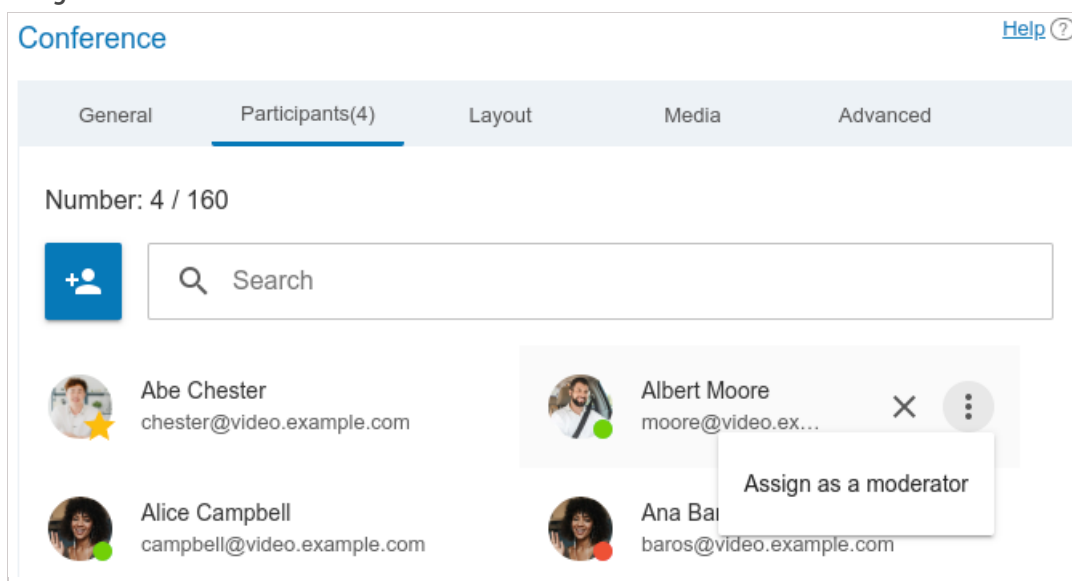 Conference
Help ?
General Participants(4) Layout Media Advanced
Number: 4 / 160
Search
Abe Chester
chester@video.example.com
Albert Moore
moore@video.ex...
Assign as a moderator
Alice Campbell
campbell@video.example.com
Ana Bar
baros@video.example.com